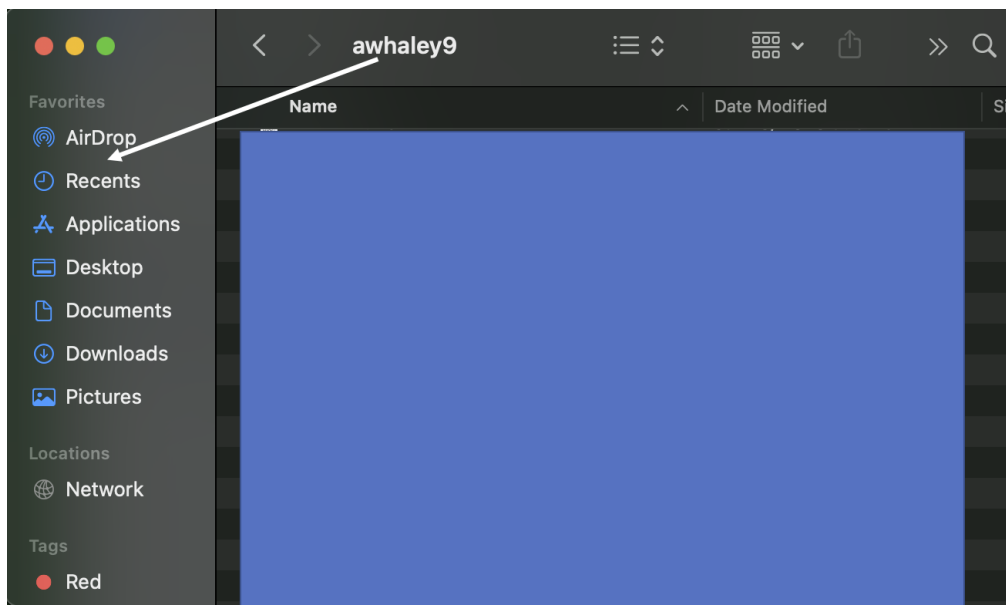 awhaley9
Favorites
AirDrop
Recents
Applications
Desktop
Documents
Downloads
Pictures
Locations
Network
Tags
Red
Name
Date Modified